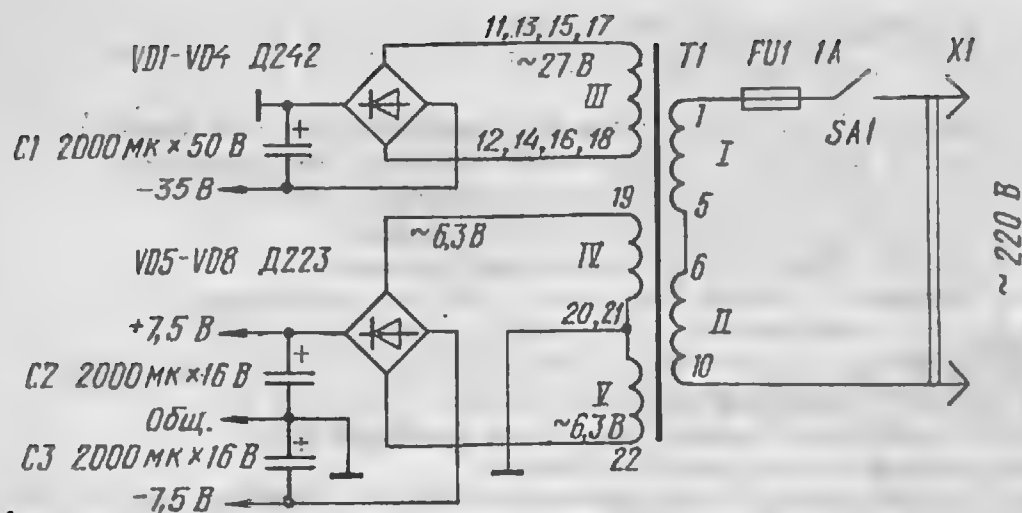 11, 13, 15, 17
VD1-VD4 Д242
~27 В
III
T1
FU1 1А
X1
1
SA1
C1 2000 мк × 50 В
+
12, 14, 16, 18
I
-35 В
5
19
~6,3 В
~ 220 В
VD5-VD8 Д223
IV
6
+7,5 В
20, 21
II
+
C2 2000 мк × 16 В
V
10
Общ.
~6,3 В
+
C3 2000 мк × 16 В
22
-7,5 В